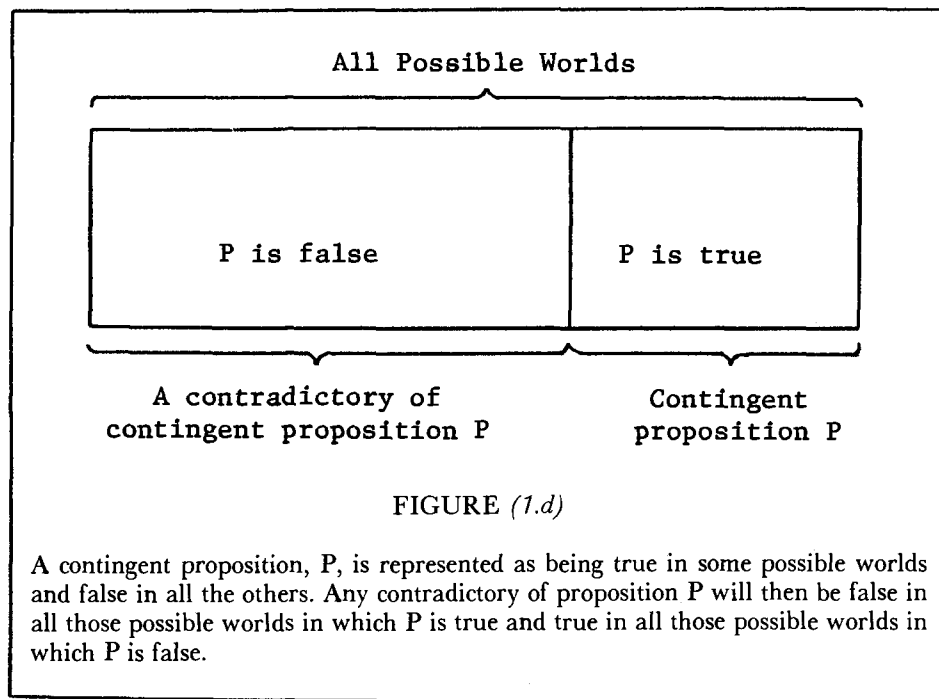 All Possible Worlds
P is false
P is true
A contradictory of
contingent proposition P
Contingent
proposition P
FIGURE (1.d)
A contingent proposition, P, is represented as being true in some possible worlds
and false in all the others. Any contradictory of proposition P will then be false in
all those possible worlds in which P is true and true in all those possible worlds in
which P is false.